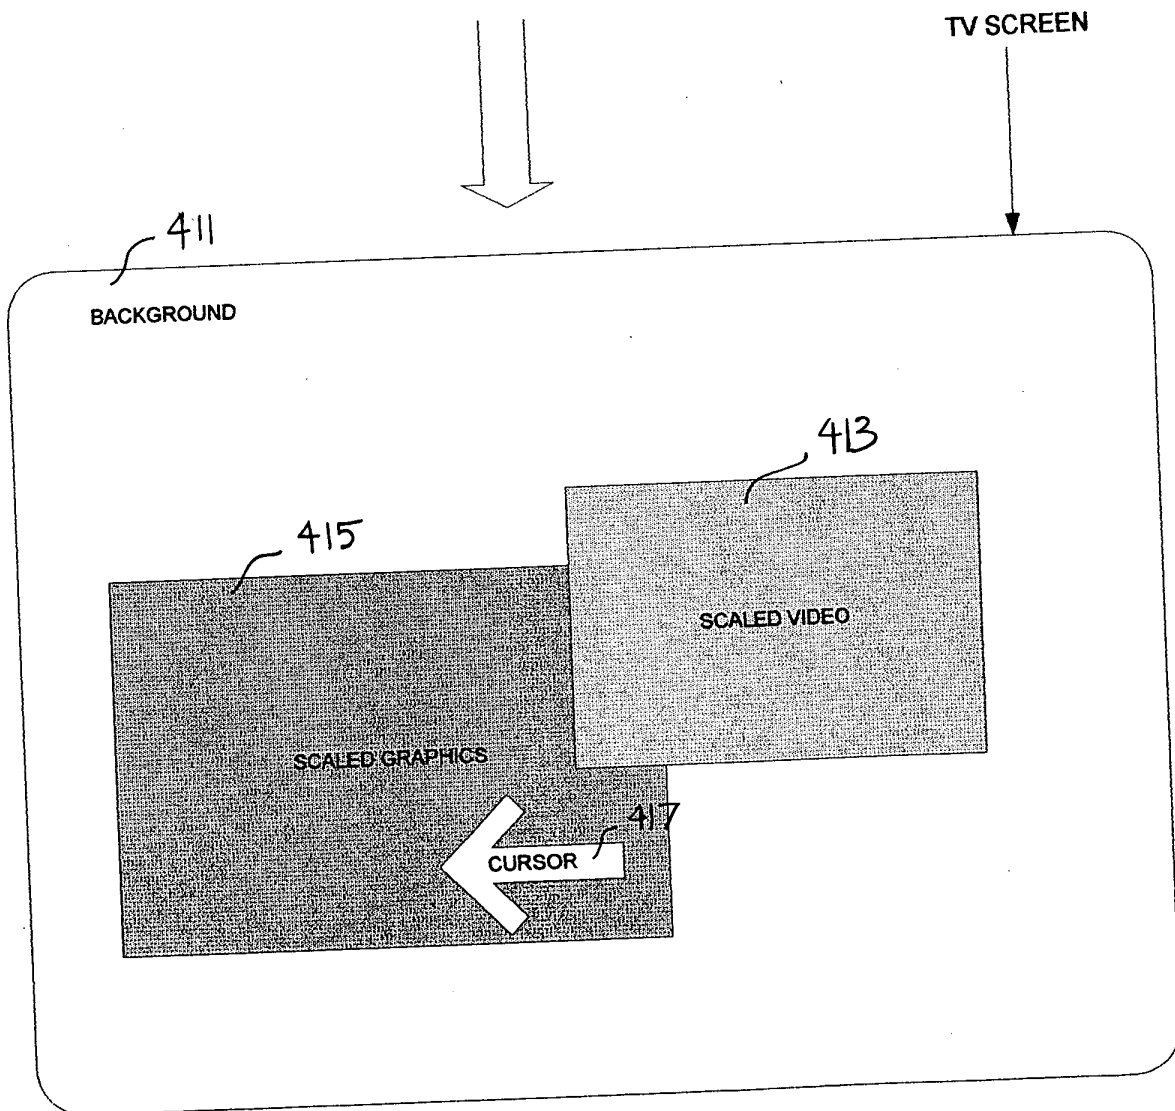 TV SCREEN
411
BACKGROUND
413
415
SCALED VIDEO
SCALED GRAPHICS
417
CURSOR